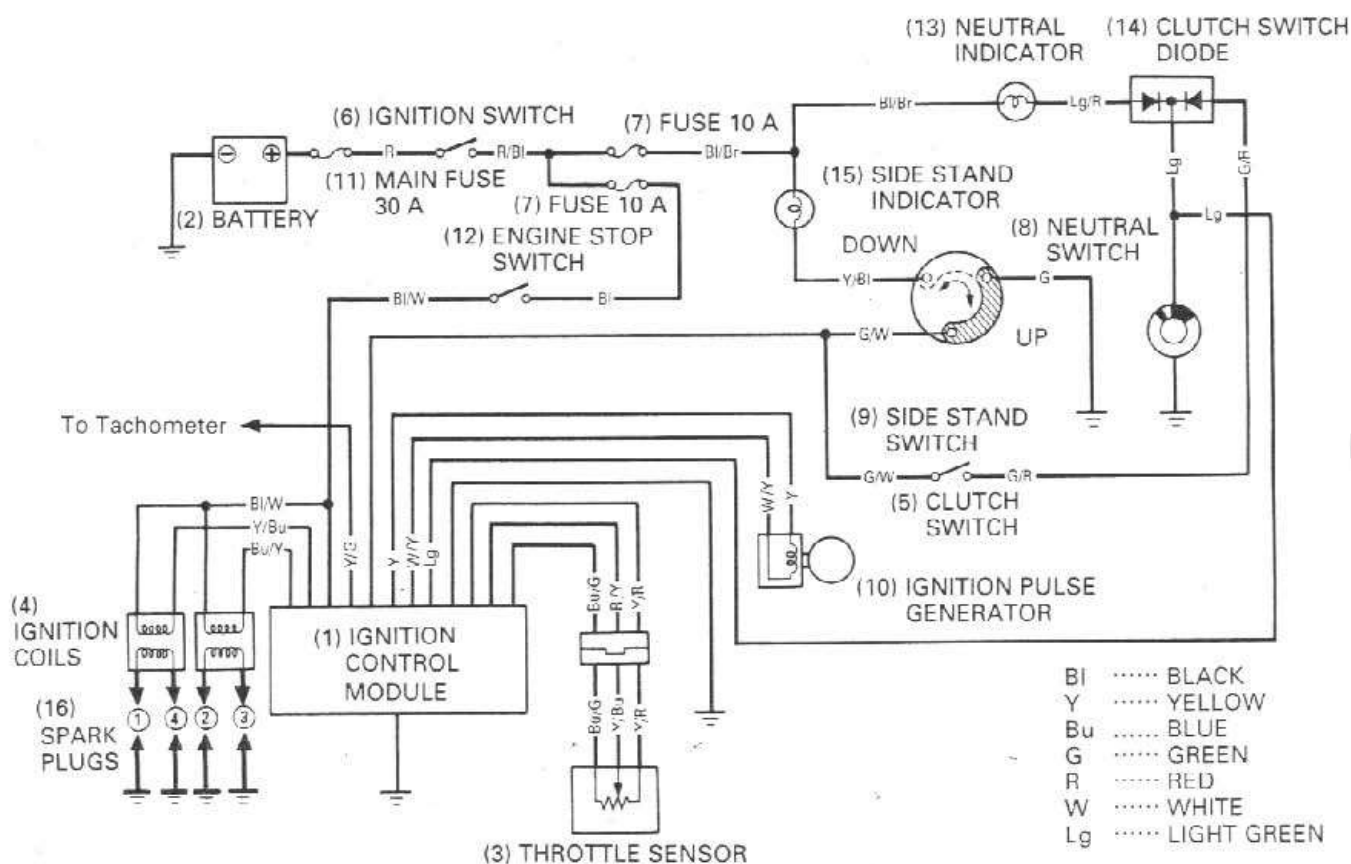 (13) NEUTRAL
INDICATOR
(14) CLUTCH SWITCH
DIODE
Bl/Br
Lg/R
(6) IGNITION SWITCH
(7) FUSE 10 A
R
R/Bl
Bl/Br
(11) MAIN FUSE
30 A
(7) FUSE 10 A
(2) BATTERY
(15) SIDE STAND
INDICATOR
Lg
G/R
Lg
(12) ENGINE STOP
SWITCH
DOWN
(8) NEUTRAL
SWITCH
Y/Bl
G
Bl/W
Bl
G/W
UP
To Tachometer
(9) SIDE STAND
SWITCH
G/W
G/R
(5) CLUTCH
SWITCH
W/Y
Y
Bl/W
Y/Bu
Bu/Y
Y/G
Y
W/Y
Lg
Bu/G
R/Y
Y/R
(10) IGNITION PULSE
GENERATOR
(4)
IGNITION
COILS
(1) IGNITION
CONTROL
MODULE
(16)
SPARK
PLUGS
1
4
2
3
Bu/G
Y/Bu
Y/R
(3) THROTTLE SENSOR
Bl ...... BLACK
Y ...... YELLOW
Bu ...... BLUE
G ...... GREEN
R ...... RED
W ...... WHITE
Lg ...... LIGHT GREEN